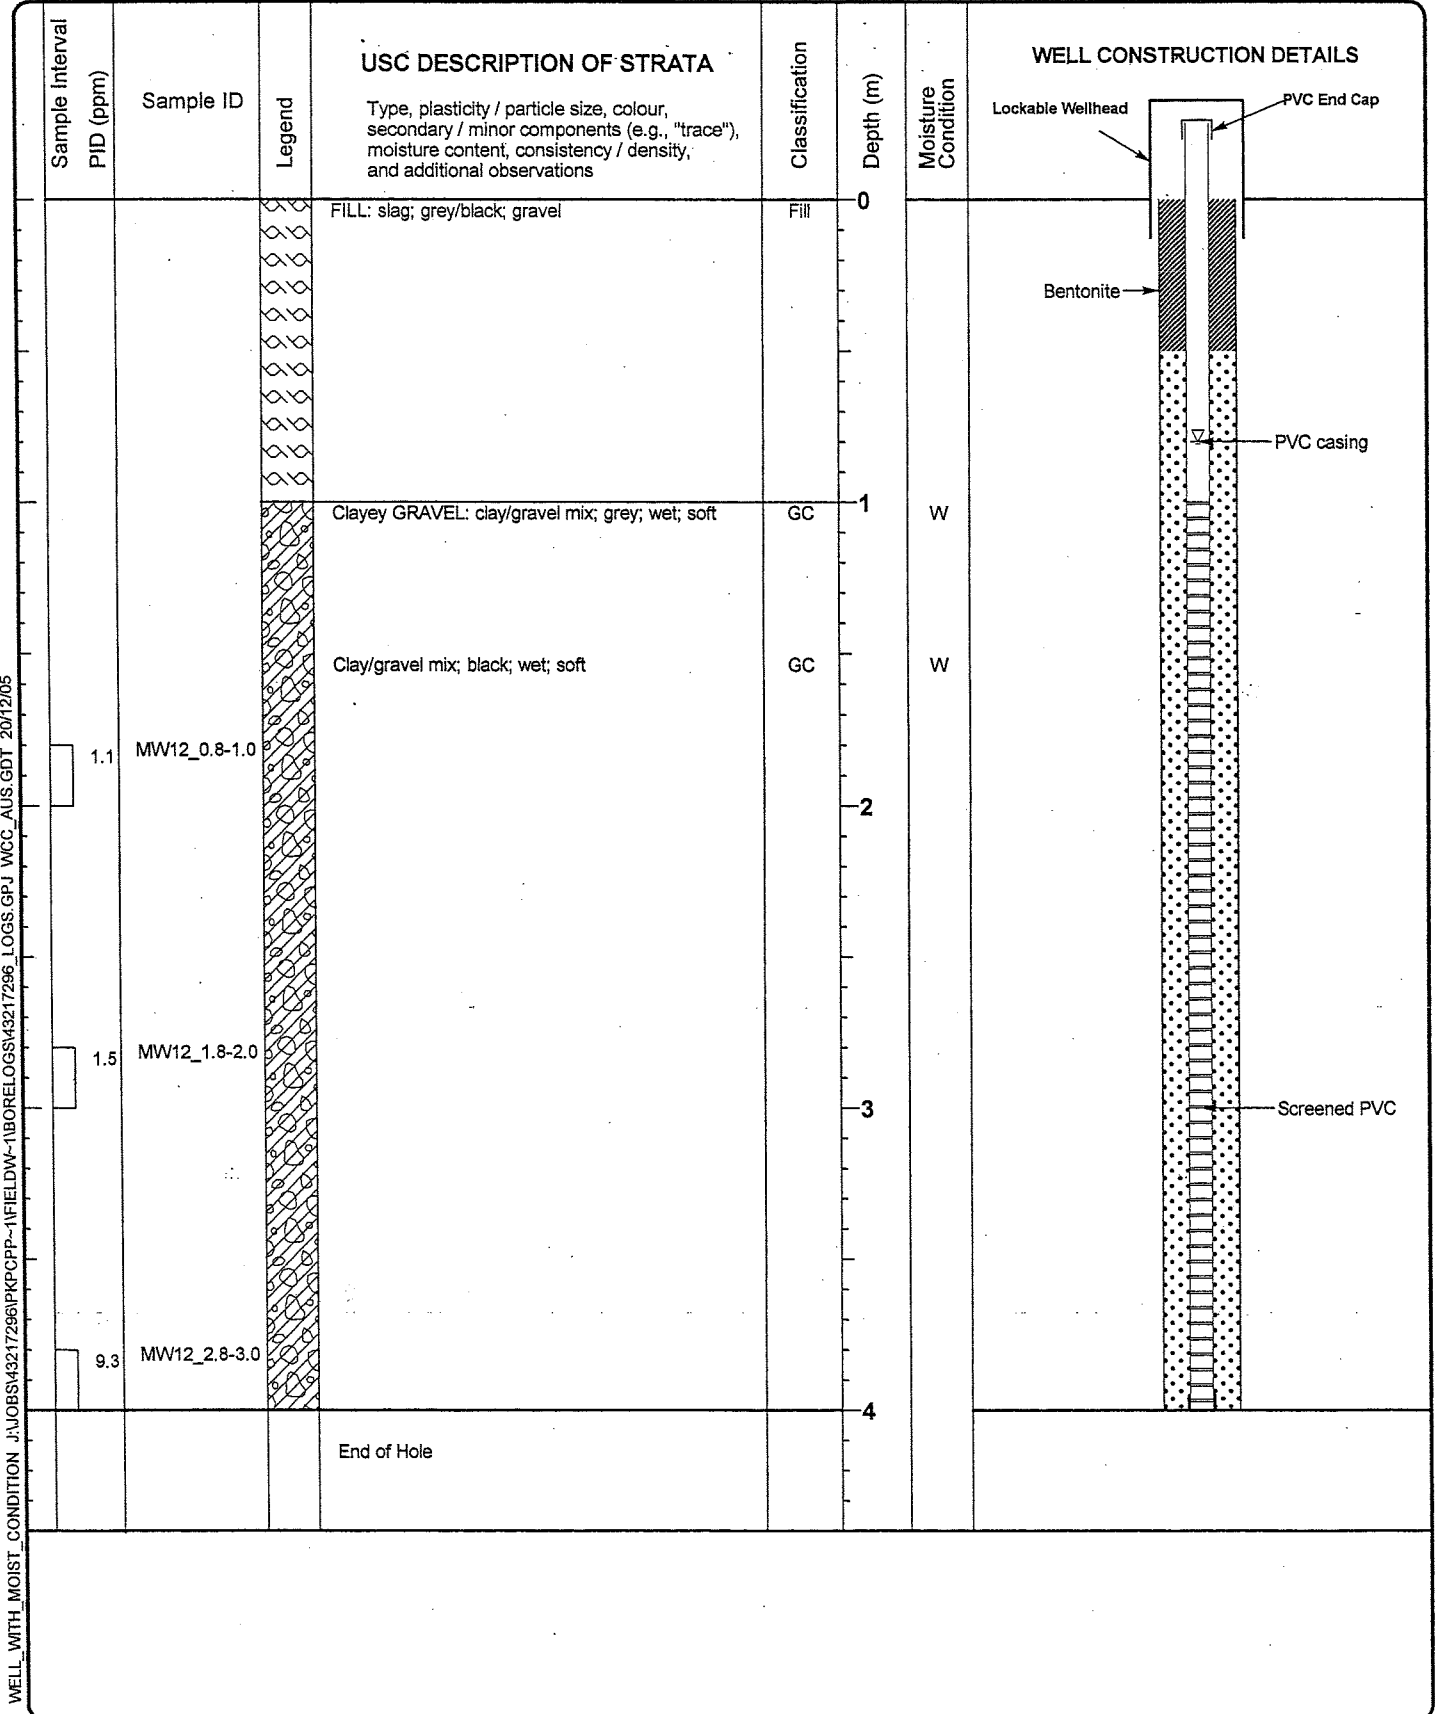 Sample Interval
PID (ppm)
Sample ID
Legend
USC DESCRIPTION OF STRATA
Type, plasticity / particle size, colour,
secondary / minor components (e.g., "trace"),
moisture content, consistency / density,
and additional observations
Classification
Depth (m)
Moisture
Condition
WELL CONSTRUCTION DETAILS
Lockable Wellhead
PVC End Cap
FILL: slag; grey/black; gravel
Fill
0
Bentonite
PVC casing
Clayey GRAVEL: clay/gravel mix; grey; wet; soft
GC
1
W
Clay/gravel mix; black; wet; soft
GC
W
1.1
MW12_0.8-1.0
2
1.5
MW12_1.8-2.0
3
Screened PVC
9.3
MW12_2.8-3.0
4
End of Hole
WELL_WITH_MOIST_CONDITION J:\JOBS\43217296\PKPCPP~1\FIELDW~1\BORELOGS\43217296_LOGS.GPJ WCC_AUS.GDT 20/12/05